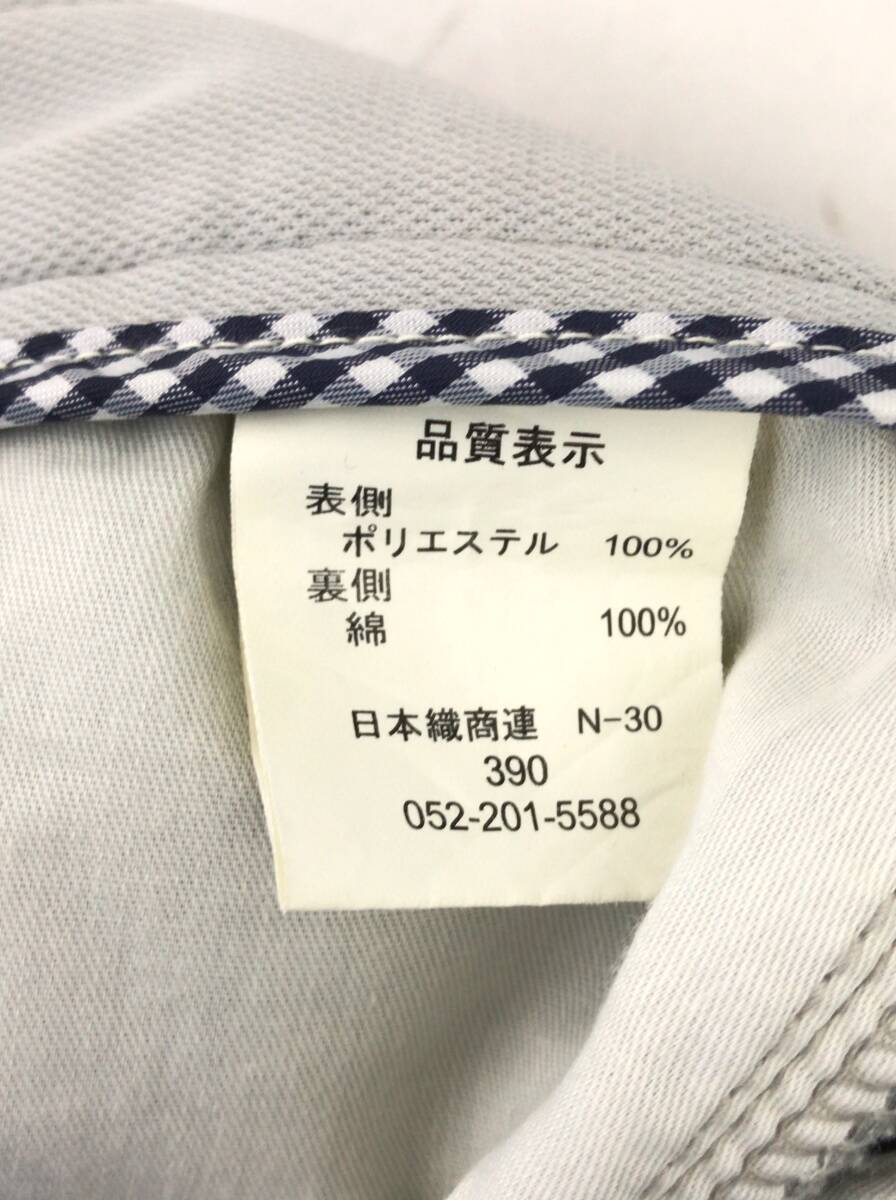 品質表示
表側
ポリエステル 100%
裏側
綿 100%
日本織商連 N-30
390
052-201-5588